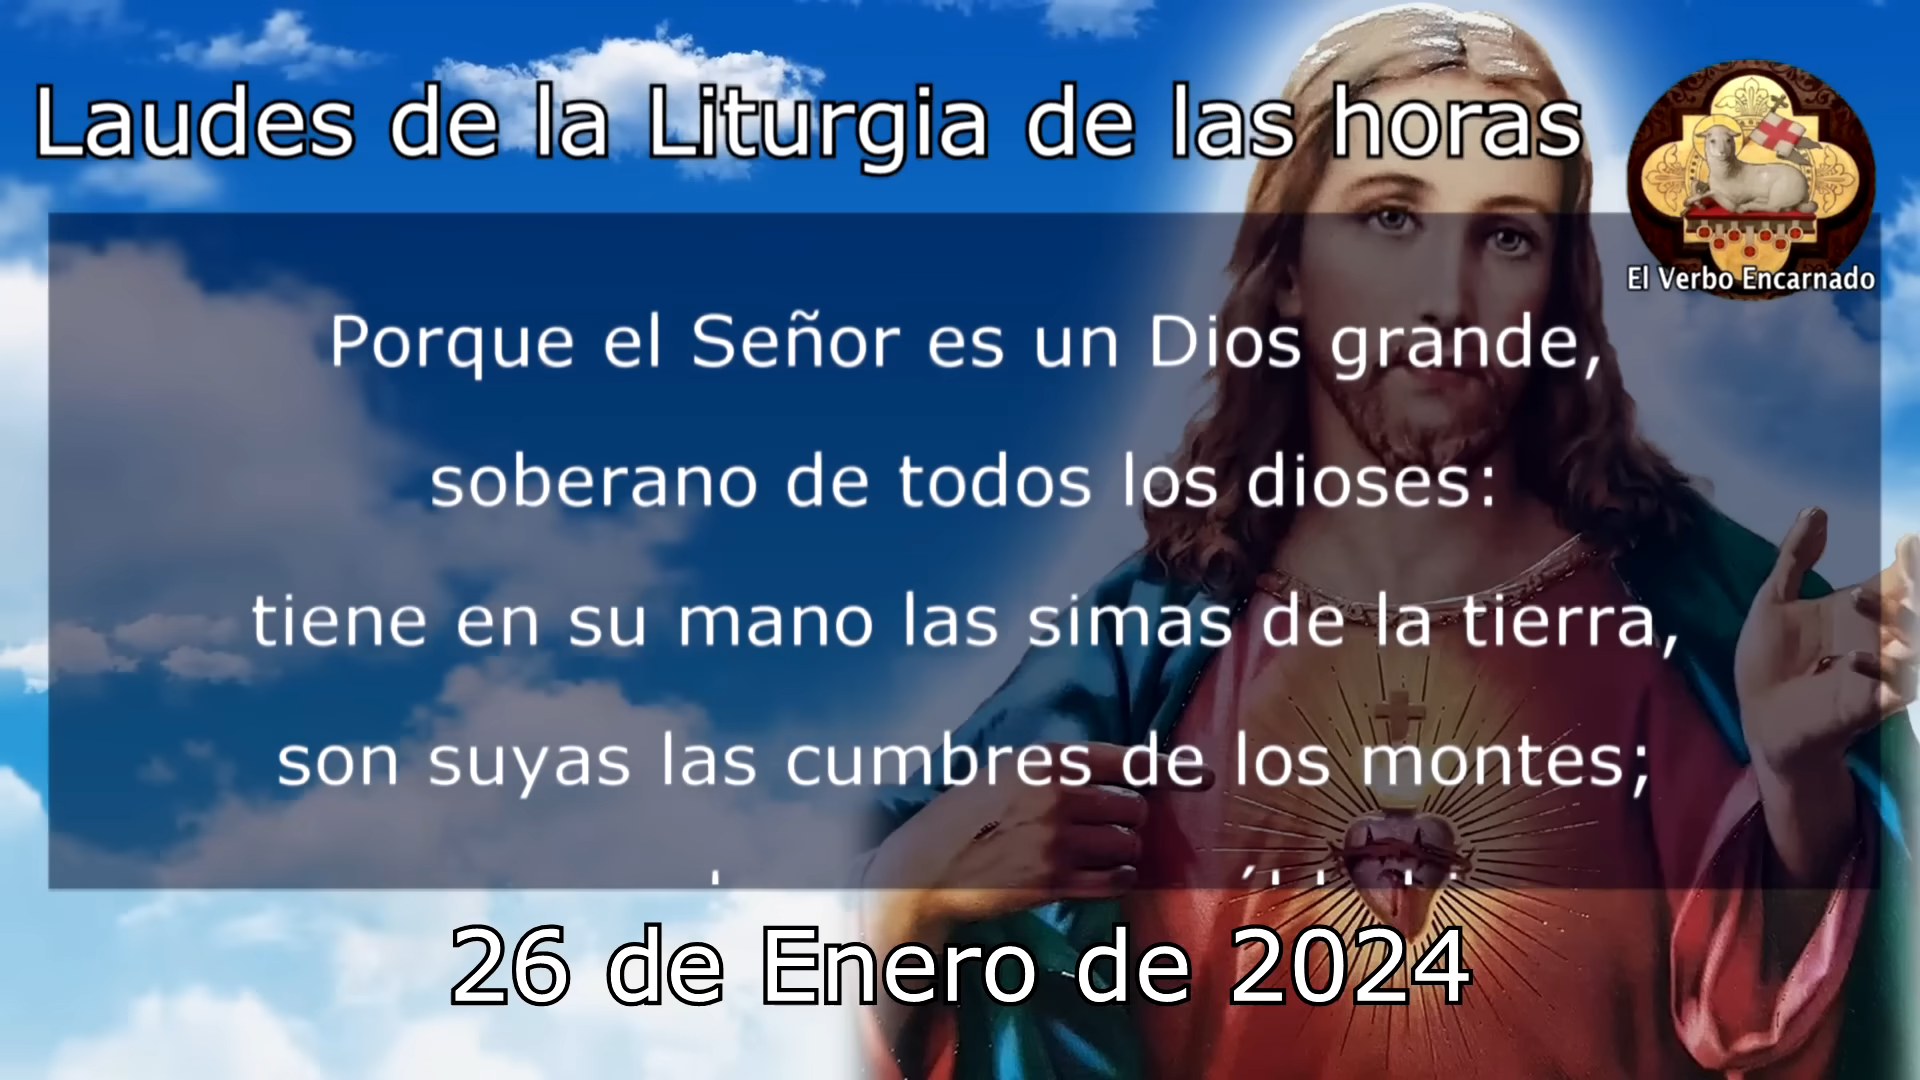 Laudes de la Liturgia de las horas
El Verbo Encarnado
Porque el Señor es un Dios grande,
soberano de todos los dioses:
tiene en su mano las simas de la tierra,
son suyas las cumbres de los montes;
26 de Enero de 2024